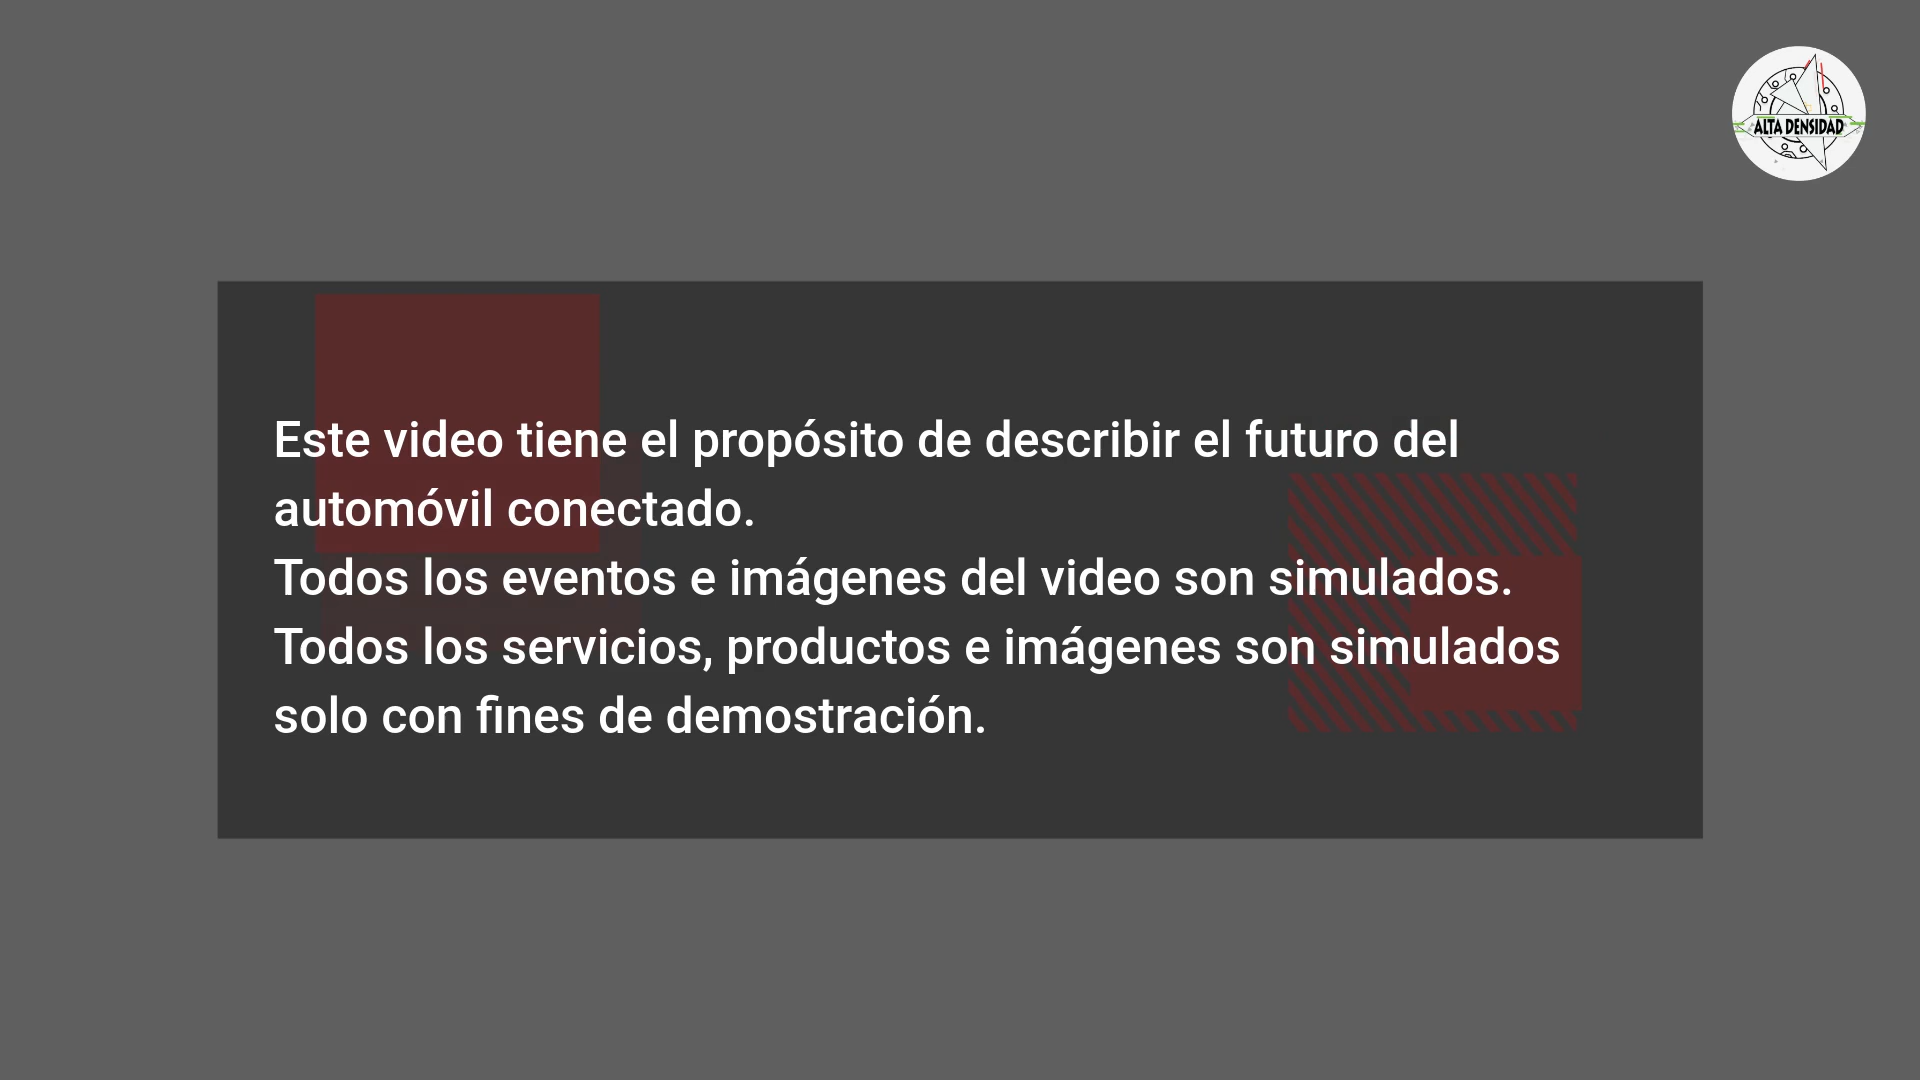 ALTA DENSIDAD
Este video tiene el propósito de describir el futuro del
automóvil conectado.
Todos los eventos e imágenes del video son simulados.
Todos los servicios, productos e imágenes son simulados
solo con fines de demostración.